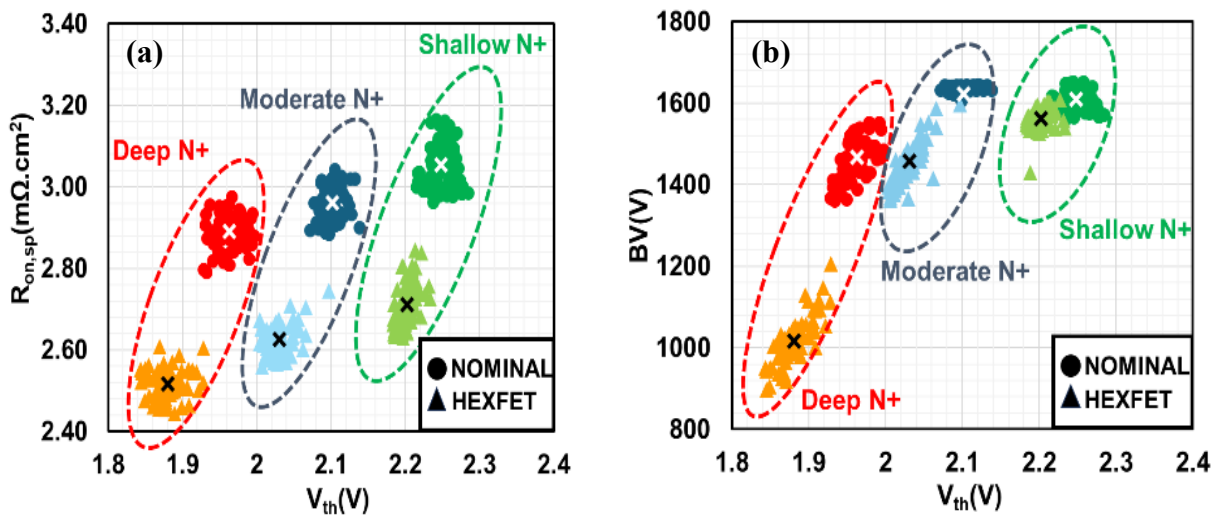 (a)
3.40
3.20
3.00
2.80
2.60
2.40
R_on,sp(mΩ.cm²)
Shallow N+
Moderate N+
Deep N+
NOMINAL
HEXFET
1.8 1.9 2 2.1 2.2 2.3 2.4
V_th(V)
(b)
1800
1600
1400
1200
1000
800
BV(V)
Shallow N+
Moderate N+
Deep N+
NOMINAL
HEXFET
1.8 1.9 2 2.1 2.2 2.3 2.4
V_th(V)